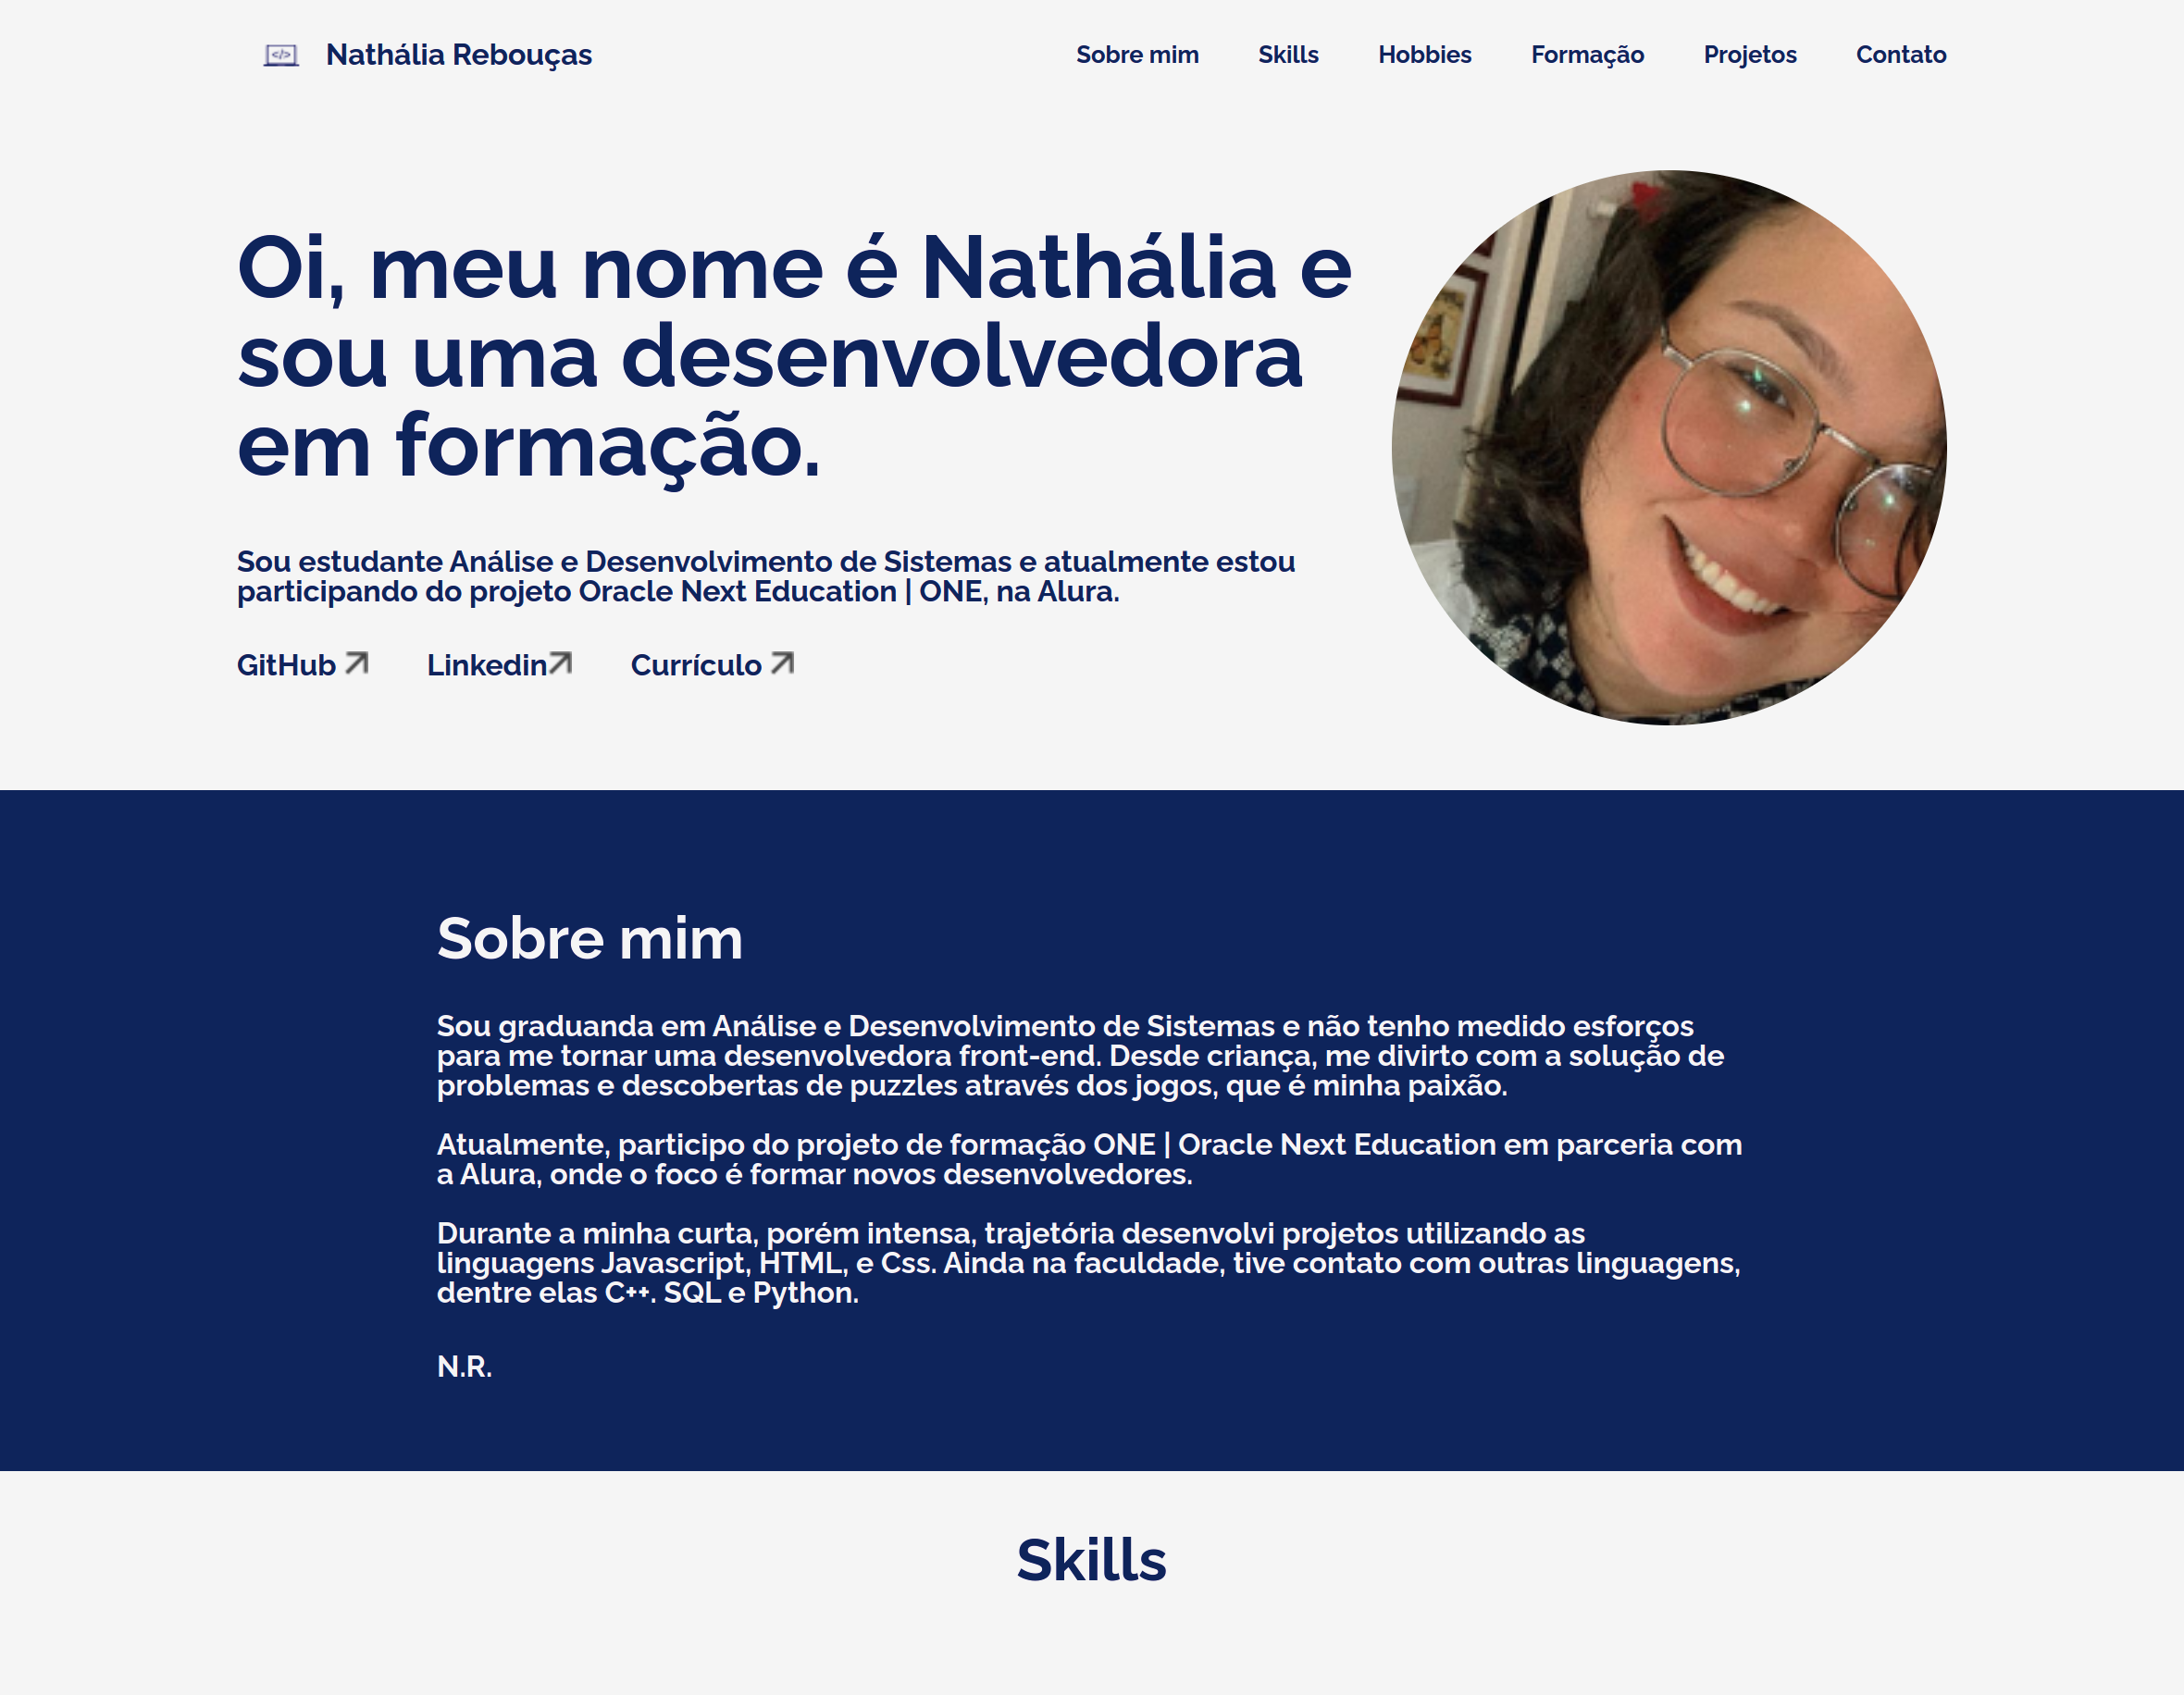 </> Nathália Rebouças
Sobre mim Skills Hobbies Formação Projetos Contato
Oi, meu nome é Nathália e
sou uma desenvolvedora
em formação.
Sou estudante Análise e Desenvolvimento de Sistemas e atualmente estou
participando do projeto Oracle Next Education | ONE, na Alura.
GitHub Linkedin Currículo
Sobre mim
Sou graduanda em Análise e Desenvolvimento de Sistemas e não tenho medido esforços
para me tornar uma desenvolvedora front-end. Desde criança, me divirto com a solução de
problemas e descobertas de puzzles através dos jogos, que é minha paixão.
Atualmente, participo do projeto de formação ONE | Oracle Next Education em parceria com
a Alura, onde o foco é formar novos desenvolvedores.
Durante a minha curta, porém intensa, trajetória desenvolvi projetos utilizando as
linguagens Javascript, HTML, e Css. Ainda na faculdade, tive contato com outras linguagens,
dentre elas C++. SQL e Python.
N.R.
Skills